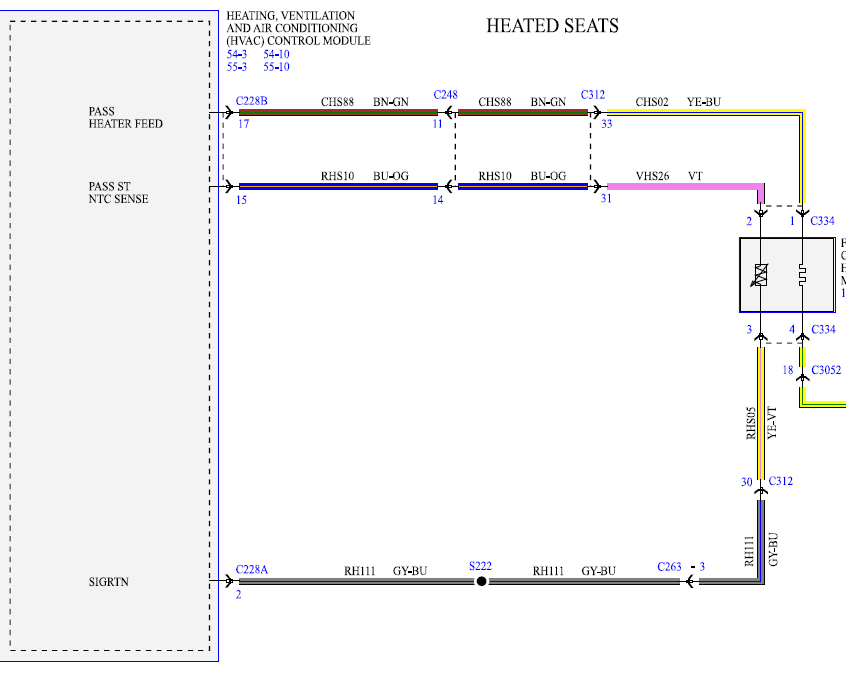 HEATING, VENTILATION
AND AIR CONDITIONING
(HVAC) CONTROL MODULE
54-3 54-10
55-3 55-10
HEATED SEATS
PASS
HEATER FEED
C228B
17
CHS88 BN-GN
C248
11
CHS88 BN-GN
C312
33
CHS02 YE-BU
PASS ST
NTC SENSE
15
RHS10 BU-OG
14
RHS10 BU-OG
31
VHS26 VT
2 1 C334
F
C
H
M
1
3 4 C334
18 C3052
RHS05
YE-VT
30 C312
RH111
GY-BU
SIGRTN
C228A
2
RH111 GY-BU
S222
RH111 GY-BU
C263 - 3